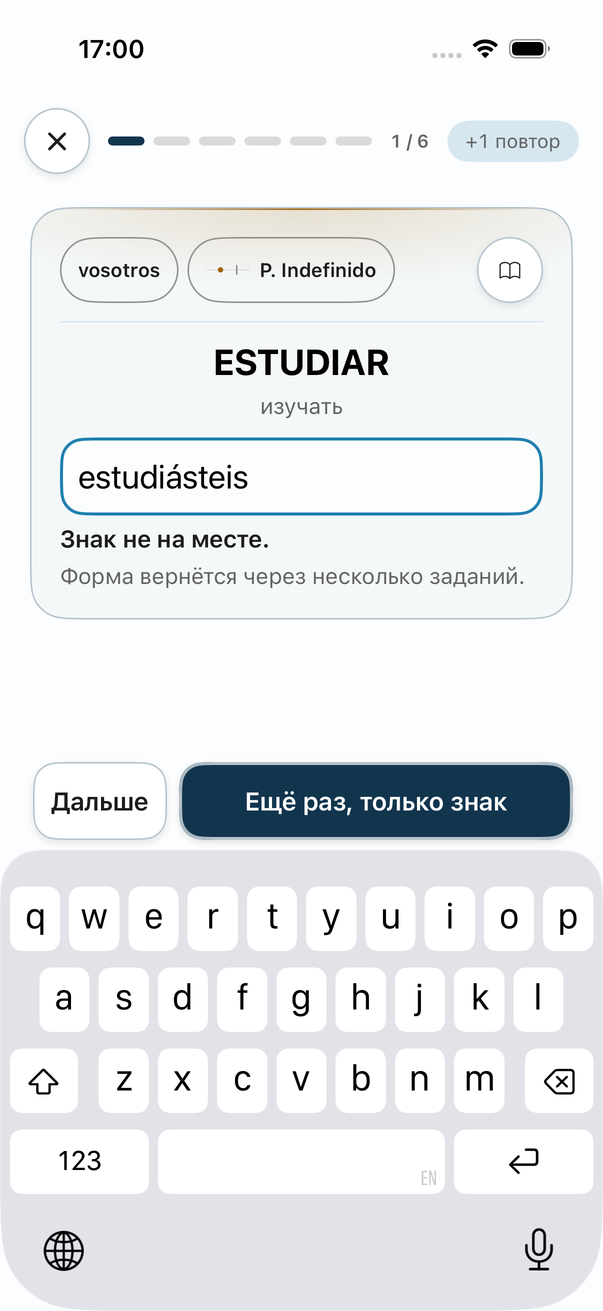 17:00
1 / 6
+1 повтор
vosotros
P. Indefinido
ESTUDIAR
изучать
estudiásteis
Знак не на месте.
Форма вернётся через несколько заданий.
Дальше
Ещё раз, только знак
q w e r t y u i o p
a s d f g h j k l
z x c v b n m
123
EN